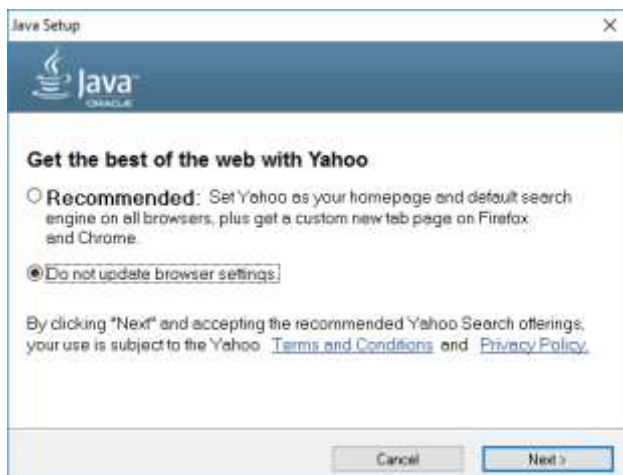 Java Setup
Java
ORACLE
Get the best of the web with Yahoo
Recommended: Set Yahoo as your homepage and default search
engine on all browsers, plus get a custom new tab page on Firefox
and Chrome.
Do not update browser settings.
By clicking "Next" and accepting the recommended Yahoo Search offerings,
your use is subject to the Yahoo Terms and Conditions and Privacy Policy.
Cancel
Next >